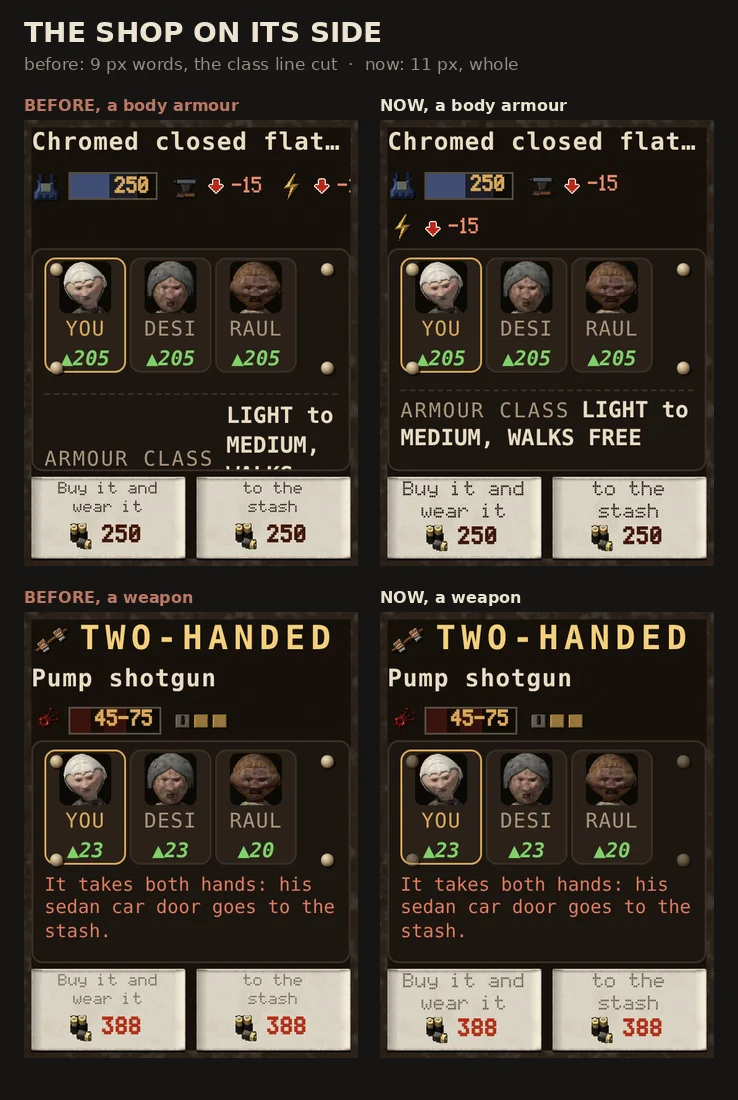 THE SHOP ON ITS SIDE
before: 9 px words, the class line cut · now: 11 px, whole
BEFORE, a body armour
Chromed closed flat…
250 -15
▲205 ▲205 ▲205
YOU DESI RAUL
ARMOUR CLASS LIGHT to
MEDIUM,
Buy it and
wear it
250
to the
stash
250
NOW, a body armour
Chromed closed flat…
250 -15
-15
YOU DESI RAUL
▲205 ▲205 ▲205
ARMOUR CLASS LIGHT to
MEDIUM, WALKS FREE
Buy it and
wear it
250
to the
stash
250
BEFORE, a weapon
TWO-HANDED
Pump shotgun
45-75
YOU DESI RAUL
▲23 ▲23 ▲20
It takes both hands: his
sedan car door goes to the
stash.
Buy it and
wear it
388
to the
stash
388
NOW, a weapon
TWO-HANDED
Pump shotgun
45-75
YOU DESI RAUL
▲23 ▲23 ▲20
It takes both hands: his
sedan car door goes to the
stash.
Buy it and
wear it
388
to the
stash
388